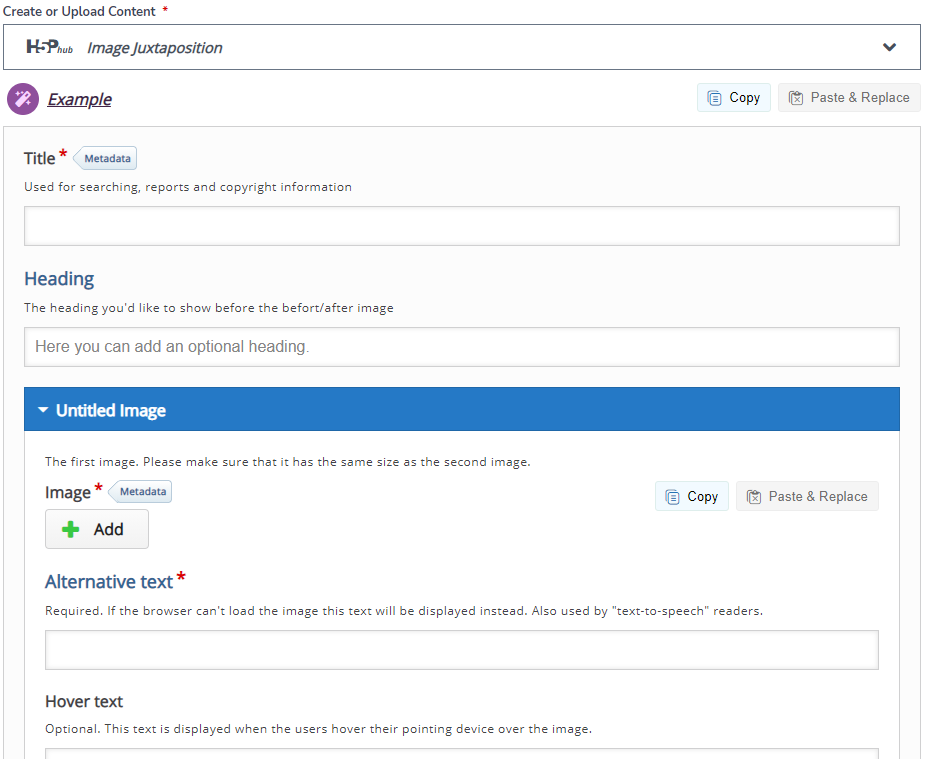 Create or Upload Content *
H5P hub Image Juxtaposition
Example
Copy
Paste & Replace
Title *
Metadata
Used for searching, reports and copyright information
Heading
The heading you'd like to show before the befort/after image
Here you can add an optional heading.
Untitled Image
The first image. Please make sure that it has the same size as the second image.
Image *
Metadata
Copy
Paste & Replace
Add
Alternative text *
Required. If the browser can't load the image this text will be displayed instead. Also used by "text-to-speech" readers.
Hover text
Optional. This text is displayed when the users hover their pointing device over the image.